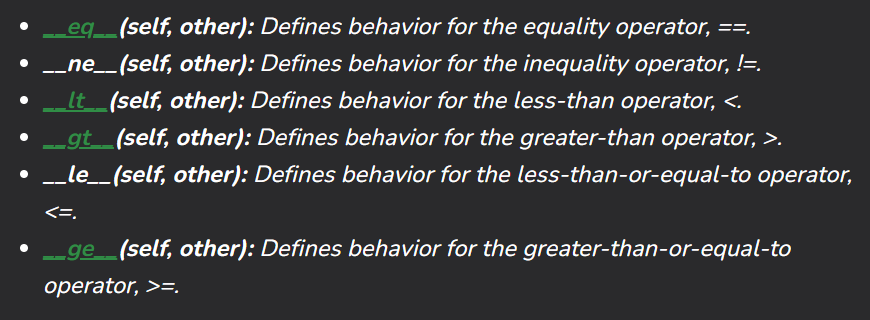 • __eq__(self, other): Defines behavior for the equality operator, ==.
• __ne__(self, other): Defines behavior for the inequality operator, !=.
• __lt__(self, other): Defines behavior for the less-than operator, <.
• __gt__(self, other): Defines behavior for the greater-than operator, >.
• __le__(self, other): Defines behavior for the less-than-or-equal-to operator,
<=.
• __ge__(self, other): Defines behavior for the greater-than-or-equal-to
operator, >=.